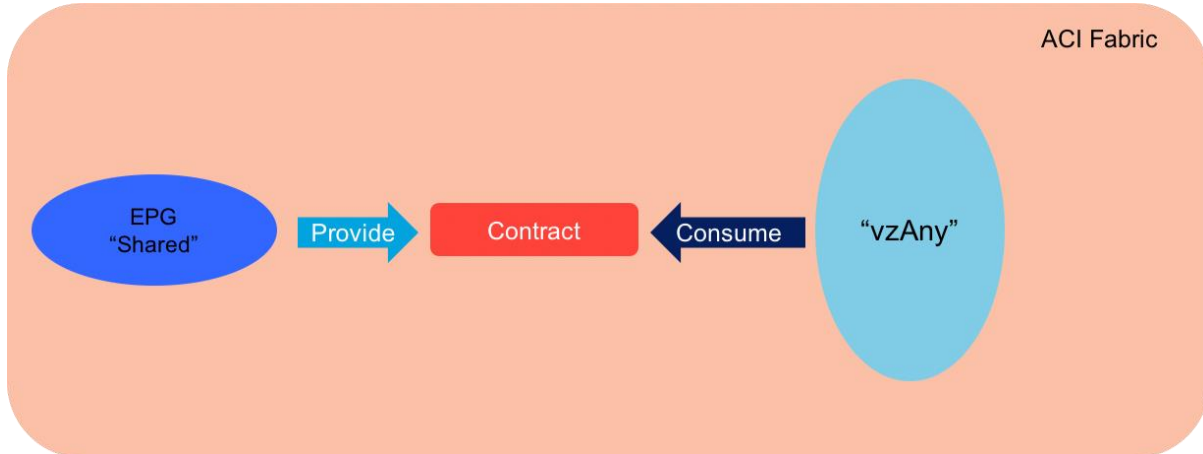 ACI Fabric
EPG
“Shared”
Provide
Contract
Consume
“vzAny”